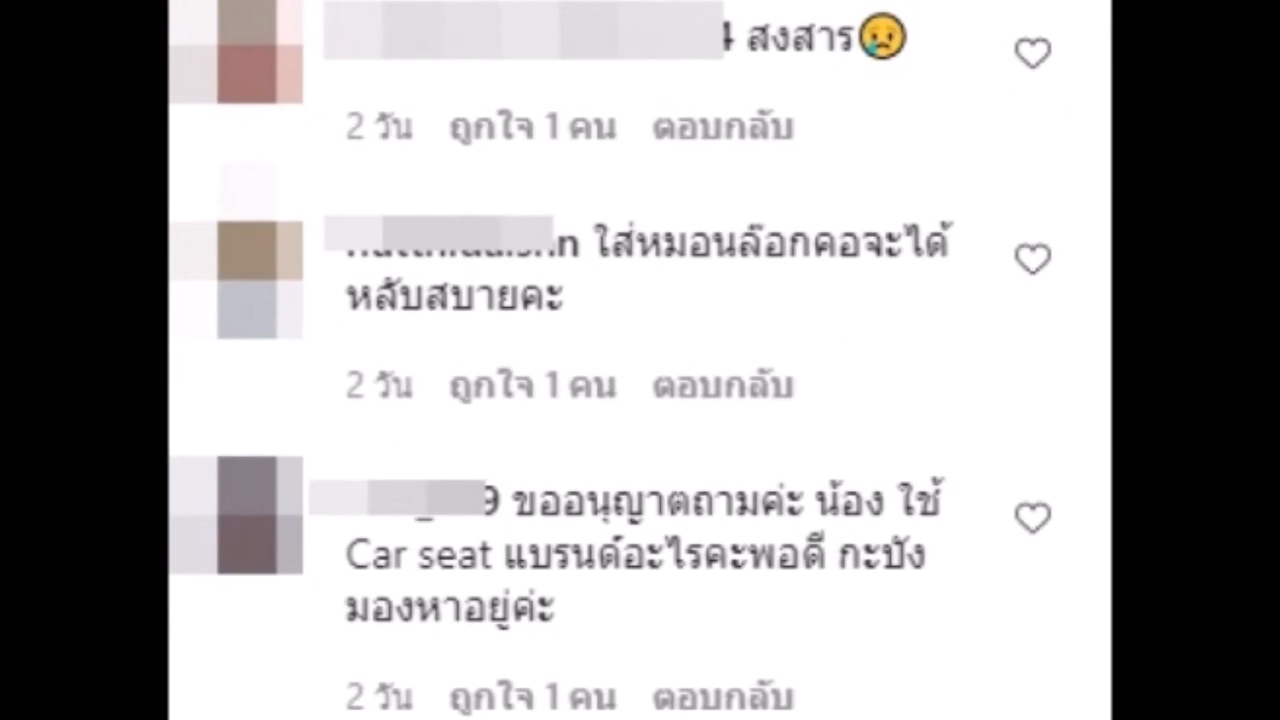 4 สงสาร😥
2 วัน ถูกใจ 1 คน ตอบกลับ
ใส่หมอนล๊อกคอจะได้
หลับสบายคะ
2 วัน ถูกใจ 1 คน ตอบกลับ
9 ขออนุญาตถามค่ะ น้อง ใช้
Car seat แบรนด์อะไรคะพอดี กะบัง
มองหาอยู่ค่ะ
2 วัน ถูกใจ 1 คน ตอบกลับ